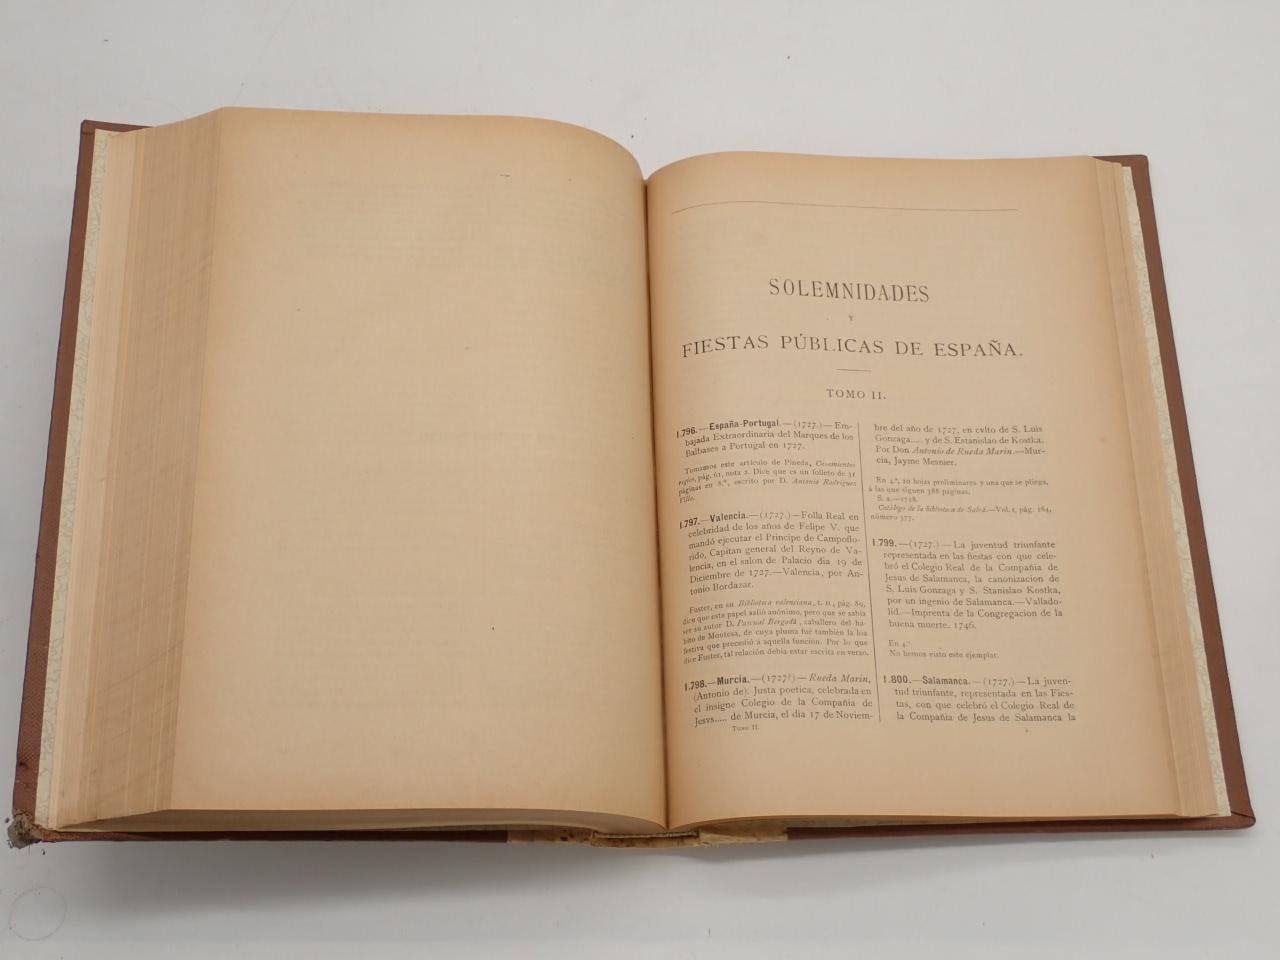 SOLEMNIDADES
Y
FIESTAS PÚBLICAS DE ESPAÑA.
TOMO II.
1.796.—España-Portugal.—(1727.)—Em-
bajada Extraordinaria del Marques de los
Balbases a Portugal en 1727.
Tomamos este artículo de Pineda, Casamientos
regios, pág. 61, nota 2. Dice que es un folleto de 31
páginas en 8.º, escrito por D. Antonio Rodriguez
Villa.
1.797.—Valencia.—(1727.)—Folla Real en
celebridad de los años de Felipe V. que
mandó ejecutar el Principe de Campoflo-
rido, Capitan general del Reyno de Va-
lencia, en el salon de Palacio dia 19 de
Diciembre de 1727.—Valencia, por An-
tonio Bordazar.
Fuster, en su Biblioteca valenciana, t. II, pág. 89,
dice que este papel salió anónimo, pero que se sabía
ser su autor D. Pascual Bergadá, caballero del há-
bito de Montesa, de cuya pluma fué también la loa
festiva que precedió á aquella función. Por lo que
dice Fuster, tal relación debía estar escrita en verso.
1.798.—Murcia.—(1727?)—Rueda Marin,
(Antonio de). Justa poetica, celebrada en
el insigne Colegio de la Compañia de
Jesvs..... de Murcia, el dia 17 de Noviem-
Tomo II.
bre del año de 1727, en cvlto de S. Luis
Gonzaga.... y de S. Estanislao de Kostka.
Por Don Antonio de Rueda Marin.—Mur-
cia, Jayme Mesnier.
En 4.º, 20 hojas preliminares y una que se pliega,
á las que siguen 388 páginas.
S. a.—1728.
Catálogo de la biblioteca de Salvá.—Vol. I, pág. 164,
número 377.
1.799.—(1727.)—La juventud triunfante
representada en las fiestas con que cele-
bró el Colegio Real de la Compañia de
Jesus de Salamanca, la canonizacion de
S. Luis Gonzaga y S. Stanislao Kostka,
por un ingenio de Salamanca.—Vallado-
lid.—Imprenta de la Congregacion de la
buena muerte. 1746.
En 4.º
No hemos visto este ejemplar.
1.800.—Salamanca.—(1727.)—La juven-
tud triunfante, representada en las Fies-
tas, con que celebró el Colegio Real de
la Compañia de Jesus de Salamanca la
1